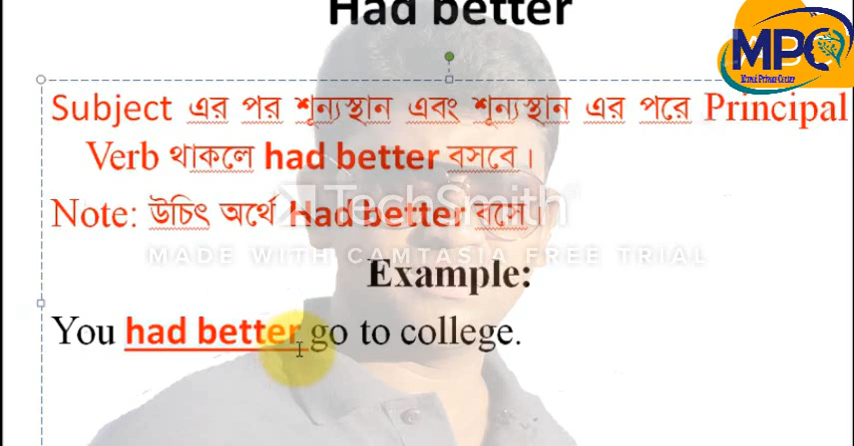 Had better
MPC
Subject এর পর শূন্যস্থান এবং শূন্যস্থান এর পরে Principal
Verb থাকলে had better বসবে।
Note: উচিৎ অর্থে Had better বসে।
TechSmith
MADE WITH CAMTASIA FREE TRIAL
Example:
You had better go to college.